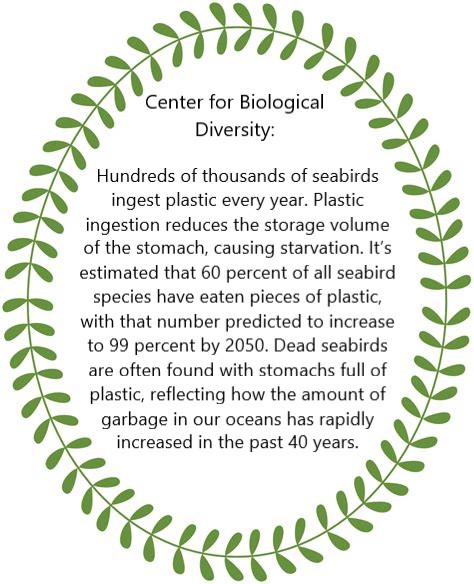 Center for Biological
Diversity:
Hundreds of thousands of seabirds
ingest plastic every year. Plastic
ingestion reduces the storage volume
of the stomach, causing starvation. It's
estimated that 60 percent of all seabird
species have eaten pieces of plastic,
with that number predicted to increase
to 99 percent by 2050. Dead seabirds
are often found with stomachs full of
plastic, reflecting how the amount of
garbage in our oceans has rapidly
increased in the past 40 years.